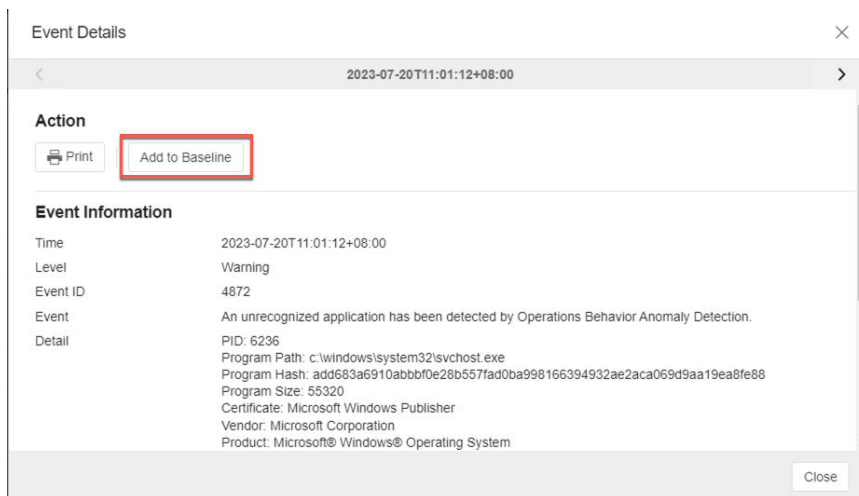 Event Details
2023-07-20T11:01:12+08:00
Action
Print
Add to Baseline
Event Information
Time 2023-07-20T11:01:12+08:00
Level Warning
Event ID 4872
Event An unrecognized application has been detected by Operations Behavior Anomaly Detection.
Detail PID: 6236
Program Path: c:\windows\system32\svchost.exe
Program Hash: add683a6910abbbf0e28b557fad0ba998166394932ae2aca069d9aa19ea8fe88
Program Size: 55320
Certificate: Microsoft Windows Publisher
Vendor: Microsoft Corporation
Product: Microsoft® Windows® Operating System
Close